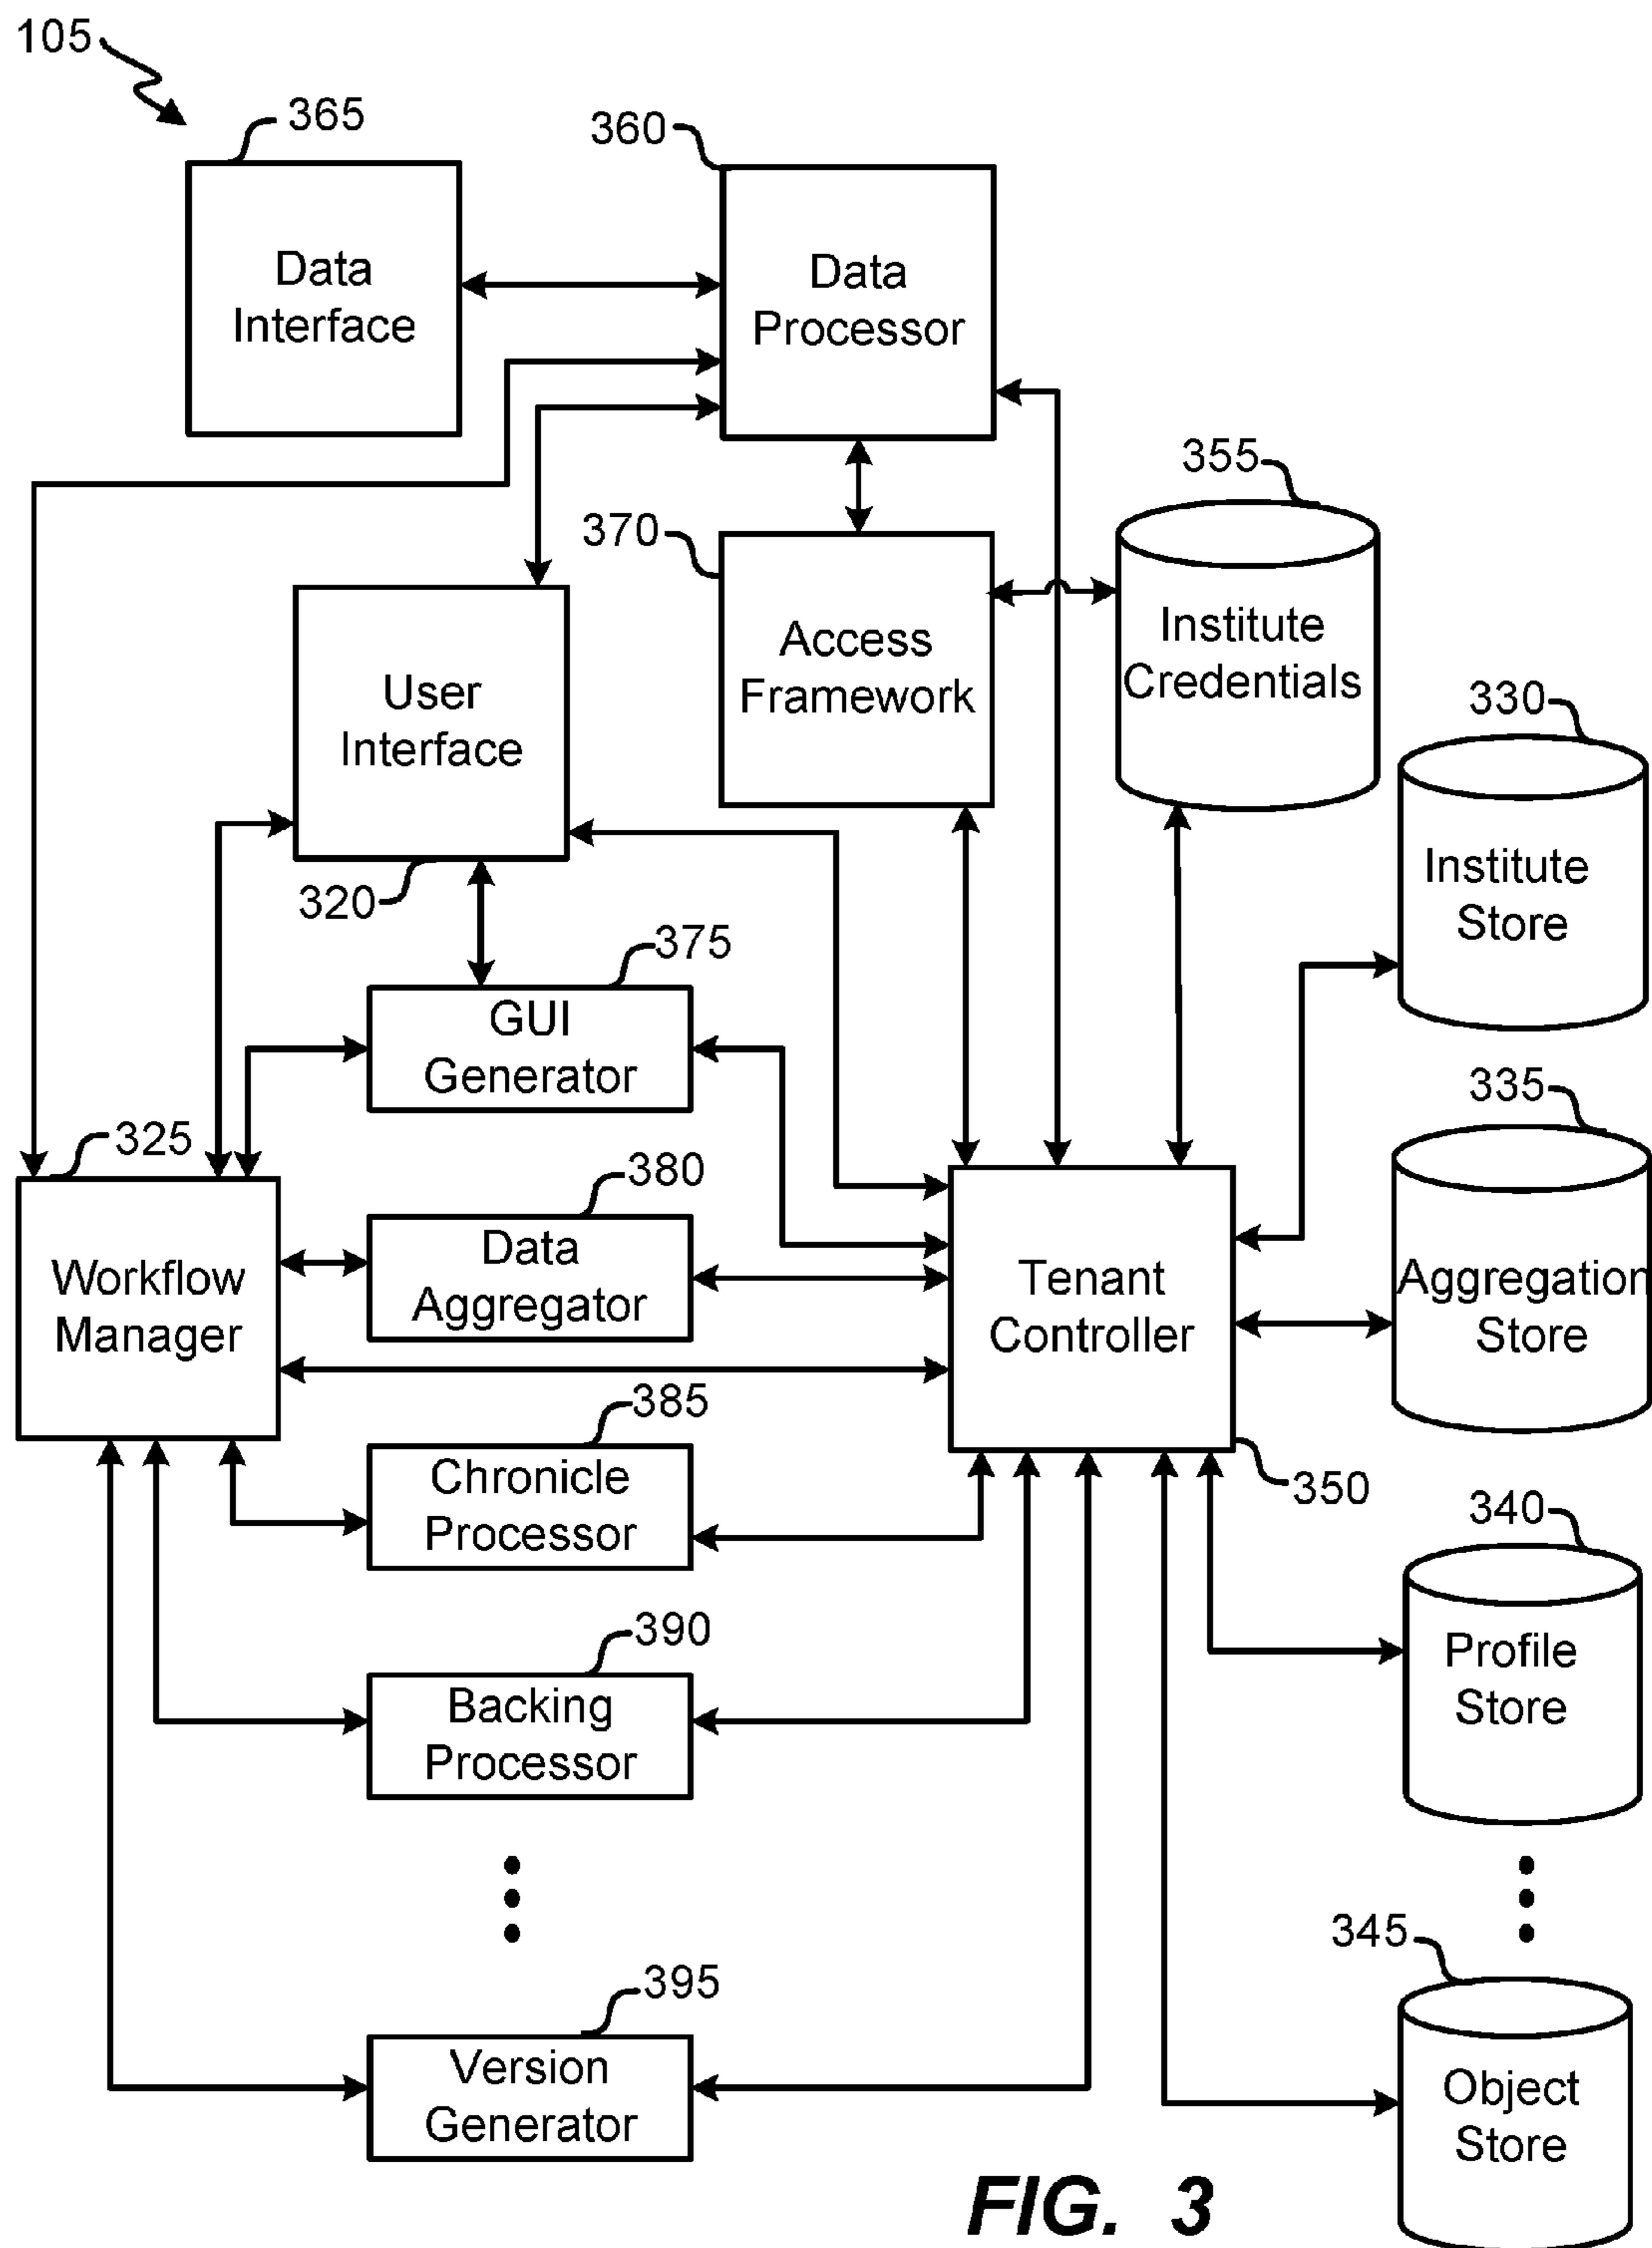 105
365
360
Data
Interface
Data
Processor
355
370
Access
Framework
Institute
Credentials
User
Interface
330
Institute
Store
320
375
GUI
Generator
335
325
380
Workflow
Manager
Data
Aggregator
Tenant
Controller
Aggregation
Store
385
Chronicle
Processor
350
340
390
Backing
Processor
Profile
Store
345
395
Version
Generator
Object
Store
FIG. 3